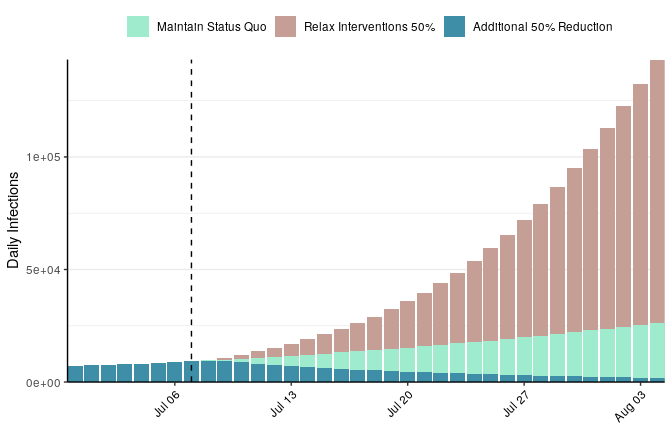 Maintain Status Quo Relax Interventions 50% Additional 50% Reduction
Daily Infections
1e+05
5e+04
0e+00
Jul 06 Jul 13 Jul 20 Jul 27 Aug 03